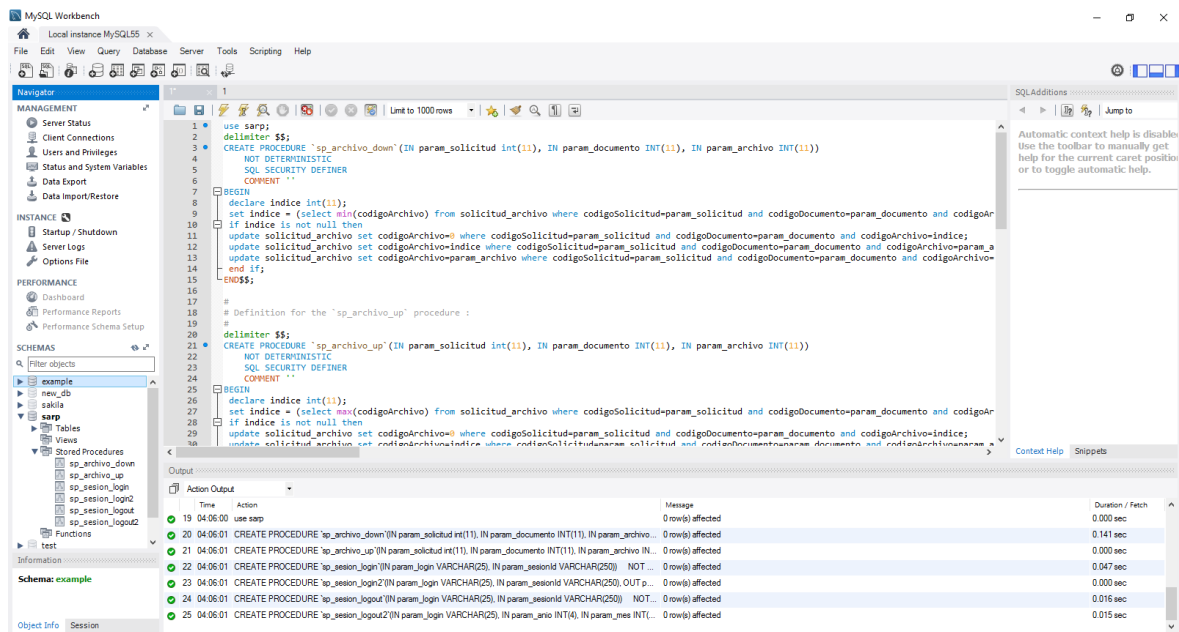 MySQL Workbench
Local instance MySQL55
File Edit View Query Database Server Tools Scripting Help
Navigator
MANAGEMENT
Server Status
Client Connections
Users and Privileges
Status and System Variables
Data Export
Data Import/Restore
INSTANCE
Startup / Shutdown
Server Logs
Options File
PERFORMANCE
Dashboard
Performance Reports
Performance Schema Setup
SCHEMAS
Filter objects
example
new_db
sakila
sarp
Tables
Views
Stored Procedures
sp_archivo_down
sp_archivo_up
sp_sesion_login
sp_sesion_login2
sp_sesion_logout
sp_sesion_logout2
Functions
test
Information
Schema: example
Object Info Session
1* 1
Limit to 1000 rows
1 use sarp;
2 delimiter $$;
3 CREATE PROCEDURE `sp_archivo_down`(IN param_solicitud int(11), IN param_documento INT(11), IN param_archivo INT(11))
4 NOT DETERMINISTIC
5 SQL SECURITY DEFINER
6 COMMENT ''
7 BEGIN
8 declare indice int(11);
9 set indice = (select min(codigoArchivo) from solicitud_archivo where codigoSolicitud=param_solicitud and codigoDocumento=param_documento and codigoAr
10 if indice is not null then
11 update solicitud_archivo set codigoArchivo=0 where codigoSolicitud=param_solicitud and codigoDocumento=param_documento and codigoArchivo=indice;
12 update solicitud_archivo set codigoArchivo=indice where codigoSolicitud=param_solicitud and codigoDocumento=param_documento and codigoArchivo=param_a
13 update solicitud_archivo set codigoArchivo=param_archivo where codigoSolicitud=param_solicitud and codigoDocumento=param_documento and codigoArchivo=
14 end if;
15 END$$;
16
17 #
18 # Definition for the `sp_archivo_up` procedure :
19 #
20 delimiter $$;
21 CREATE PROCEDURE `sp_archivo_up`(IN param_solicitud int(11), IN param_documento INT(11), IN param_archivo INT(11))
22 NOT DETERMINISTIC
23 SQL SECURITY DEFINER
24 COMMENT ''
25 BEGIN
26 declare indice int(11);
27 set indice = (select max(codigoArchivo) from solicitud_archivo where codigoSolicitud=param_solicitud and codigoDocumento=param_documento and codigoAr
28 if indice is not null then
29 update solicitud_archivo set codigoArchivo=0 where codigoSolicitud=param_solicitud and codigoDocumento=param_documento and codigoArchivo=indice;
30 update solicitud_archivo set codigoArchivo=indice where codigoSolicitud=param_solicitud and codigoDocumento=param_documento and codigoArchivo=param_a
SQLAdditions
Jump to
Automatic context help is disable
Use the toolbar to manually get
help for the current caret positio
or to toggle automatic help.
Context Help Snippets
Output
Action Output
Time Action Message Duration / Fetch
19 04:06:00 use sarp 0 row(s) affected 0.000 sec
20 04:06:01 CREATE PROCEDURE `sp_archivo_down`(IN param_solicitud int(11), IN param_documento INT(11), IN param_archivo... 0 row(s) affected 0.141 sec
21 04:06:01 CREATE PROCEDURE `sp_archivo_up`(IN param_solicitud int(11), IN param_documento INT(11), IN param_archivo IN... 0 row(s) affected 0.000 sec
22 04:06:01 CREATE PROCEDURE `sp_sesion_login`(IN param_login VARCHAR(25), IN param_sesionId VARCHAR(250)) NOT ... 0 row(s) affected 0.047 sec
23 04:06:01 CREATE PROCEDURE `sp_sesion_login2`(IN param_login VARCHAR(25), IN param_sesionId VARCHAR(250), OUT p... 0 row(s) affected 0.000 sec
24 04:06:01 CREATE PROCEDURE `sp_sesion_logout`(IN param_login VARCHAR(25), IN param_sesionId VARCHAR(250)) NOT... 0 row(s) affected 0.016 sec
25 04:06:01 CREATE PROCEDURE `sp_sesion_logout2`(IN param_login VARCHAR(25), IN param_anio INT(4), IN param_mes INT(... 0 row(s) affected 0.015 sec